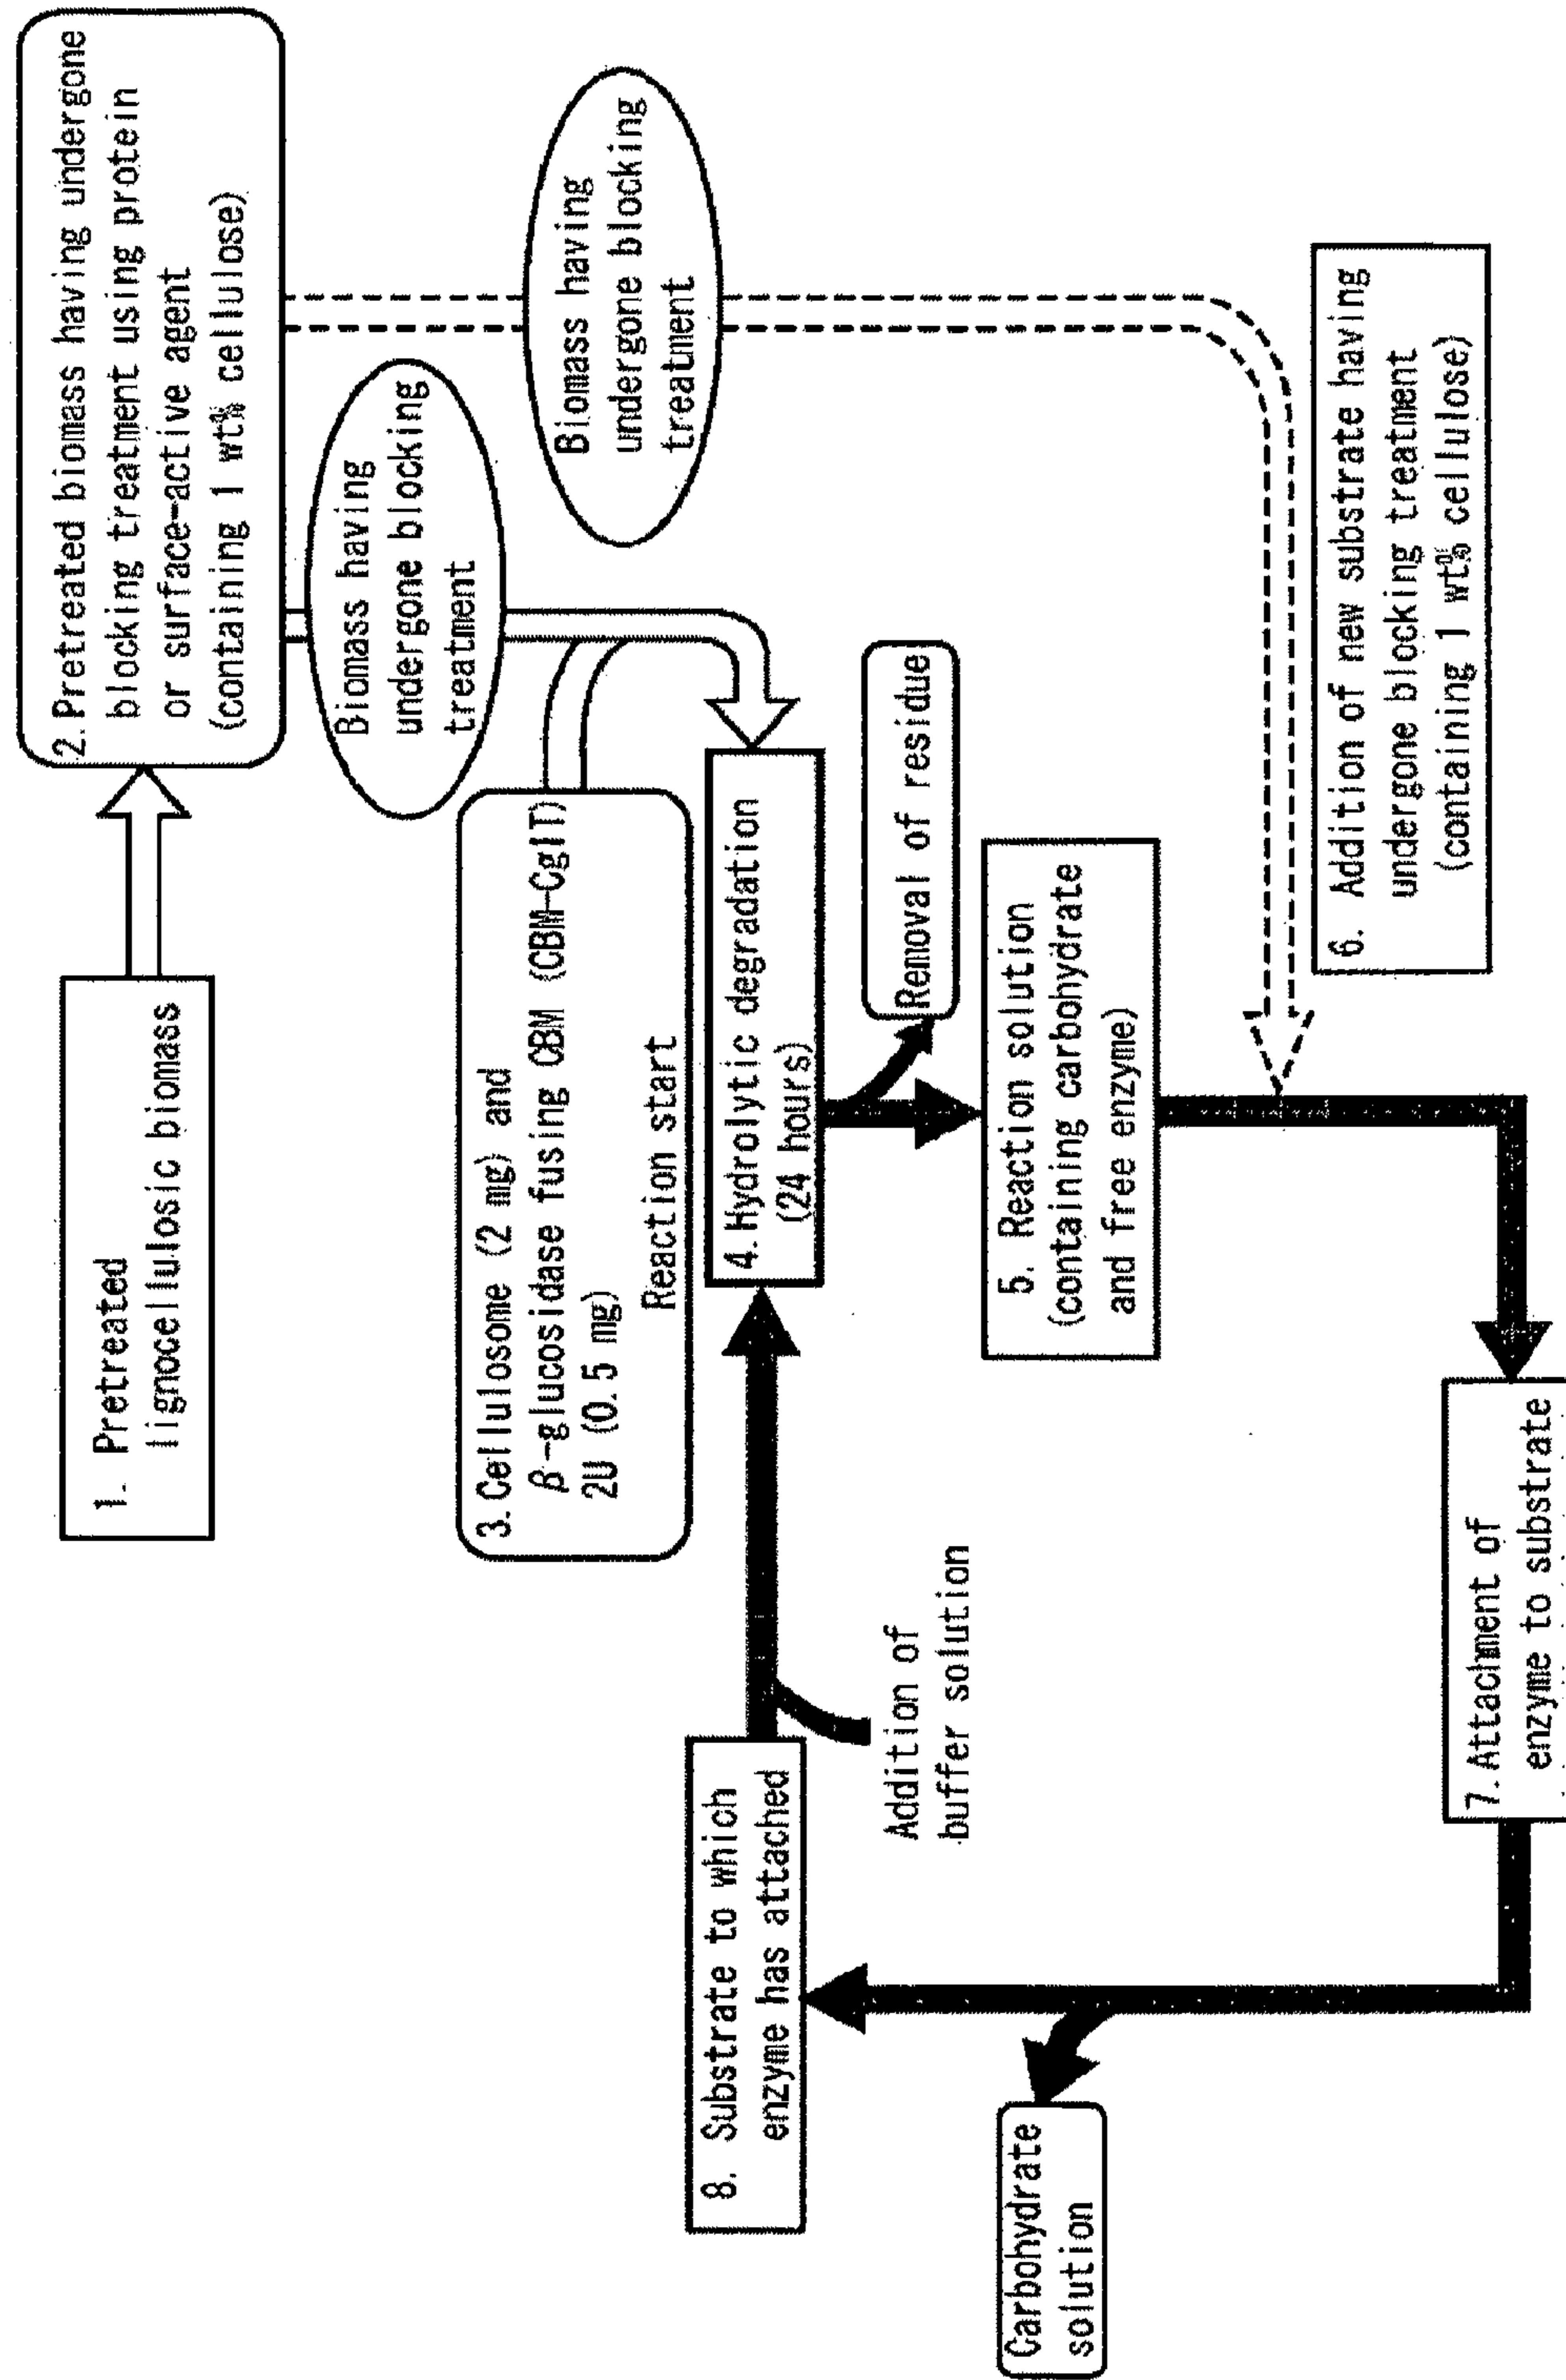 1. Pretreated
lignocellulosic biomass
2. Pretreated biomass having undergone
blocking treatment using protein
or surface-active agent
(containing 1 wt% cellulose)
Biomass having
undergone blocking
treatment
Biomass having
undergone blocking
treatment
3. Cellulosome (2 mg) and
β-glucosidase fusing CBM (CBM-CglT)
2U (0.5 mg)
Reaction start
4. Hydrolytic degradation
(24 hours)
Removal of residue
5. Reaction solution
(containing carbohydrate
and free enzyme)
6. Addition of new substrate having
undergone blocking treatment
(containing 1 wt% cellulose)
7. Attachment of
enzyme to substrate
8. Substrate to which
enzyme has attached
Addition of
buffer solution
Carbohydrate
solution